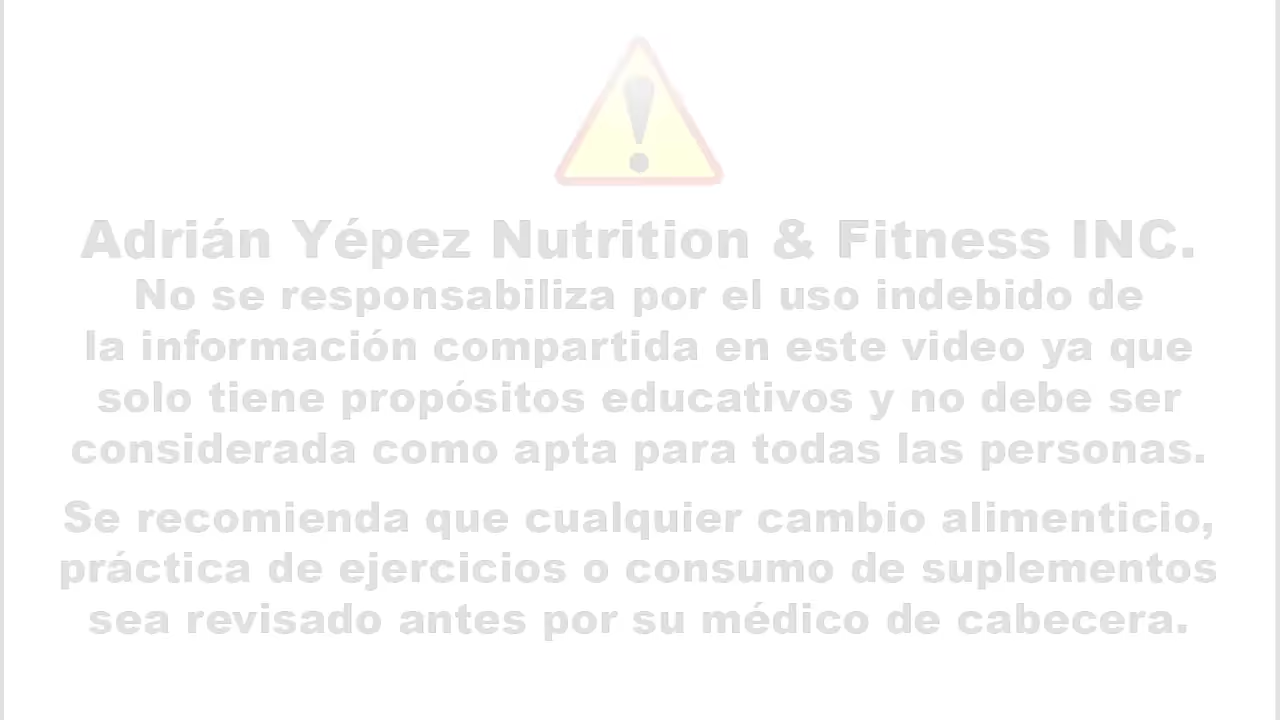 Adrián Yépez Nutrition & Fitness INC.
No se responsabiliza por el uso indebido de
la información compartida en este video ya que
solo tiene propósitos educativos y no debe ser
considerada como apta para todas las personas.
Se recomienda que cualquier cambio alimenticio,
práctica de ejercicios o consumo de suplementos
sea revisado antes por su médico de cabecera.